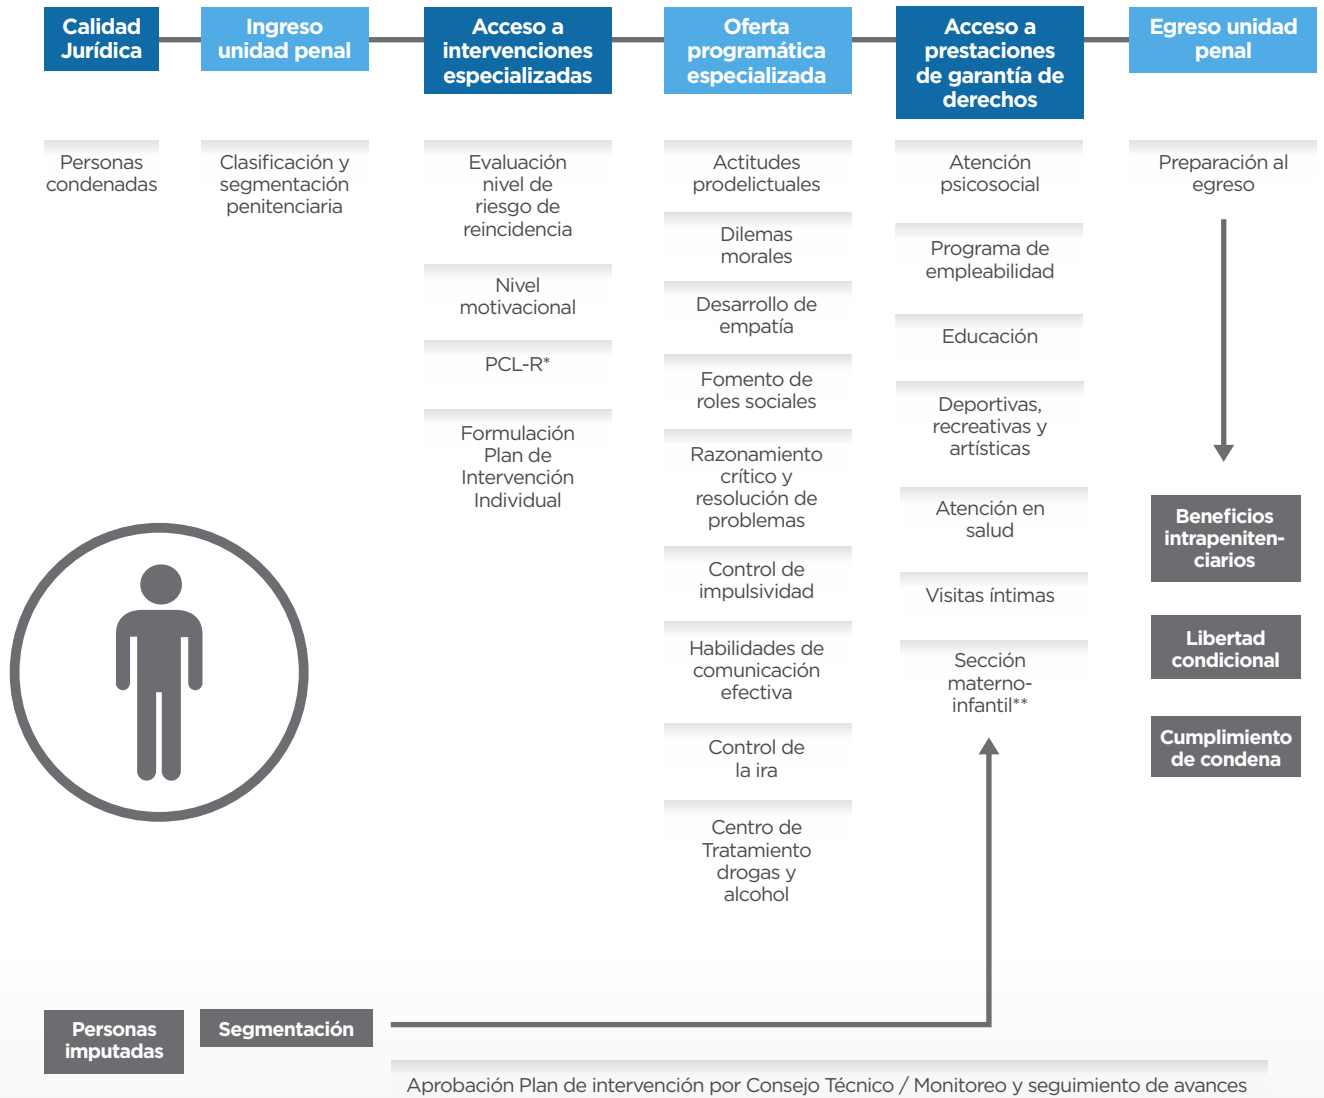 Calidad
Jurídica
Ingreso
unidad penal
Acceso a
intervenciones
especializadas
Oferta
programática
especializada
Acceso a
prestaciones
de garantía de
derechos
Egreso unidad
penal
Personas
condenadas
Clasificación y
segmentación
penitenciaria
Evaluación
nivel de
riesgo de
reincidencia
Nivel
motivacional
PCL-R*
Formulación
Plan de
Intervención
Individual
Actitudes
prodelictuales
Dilemas
morales
Desarrollo de
empatía
Fomento de
roles sociales
Razonamiento
crítico y
resolución de
problemas
Control de
impulsividad
Habilidades de
comunicación
efectiva
Control de
la ira
Centro de
Tratamiento
drogas y
alcohol
Atención
psicosocial
Programa de
empleabilidad
Educación
Deportivas,
recreativas y
artísticas
Atención en
salud
Visitas íntimas
Sección
materno-
infantil**
Preparación al
egreso
Beneficios
intrapeniten-
ciarios
Libertad
condicional
Cumplimiento
de condena
Personas
imputadas
Segmentación
Aprobación Plan de intervención por Consejo Técnico / Monitoreo y seguimiento de avances